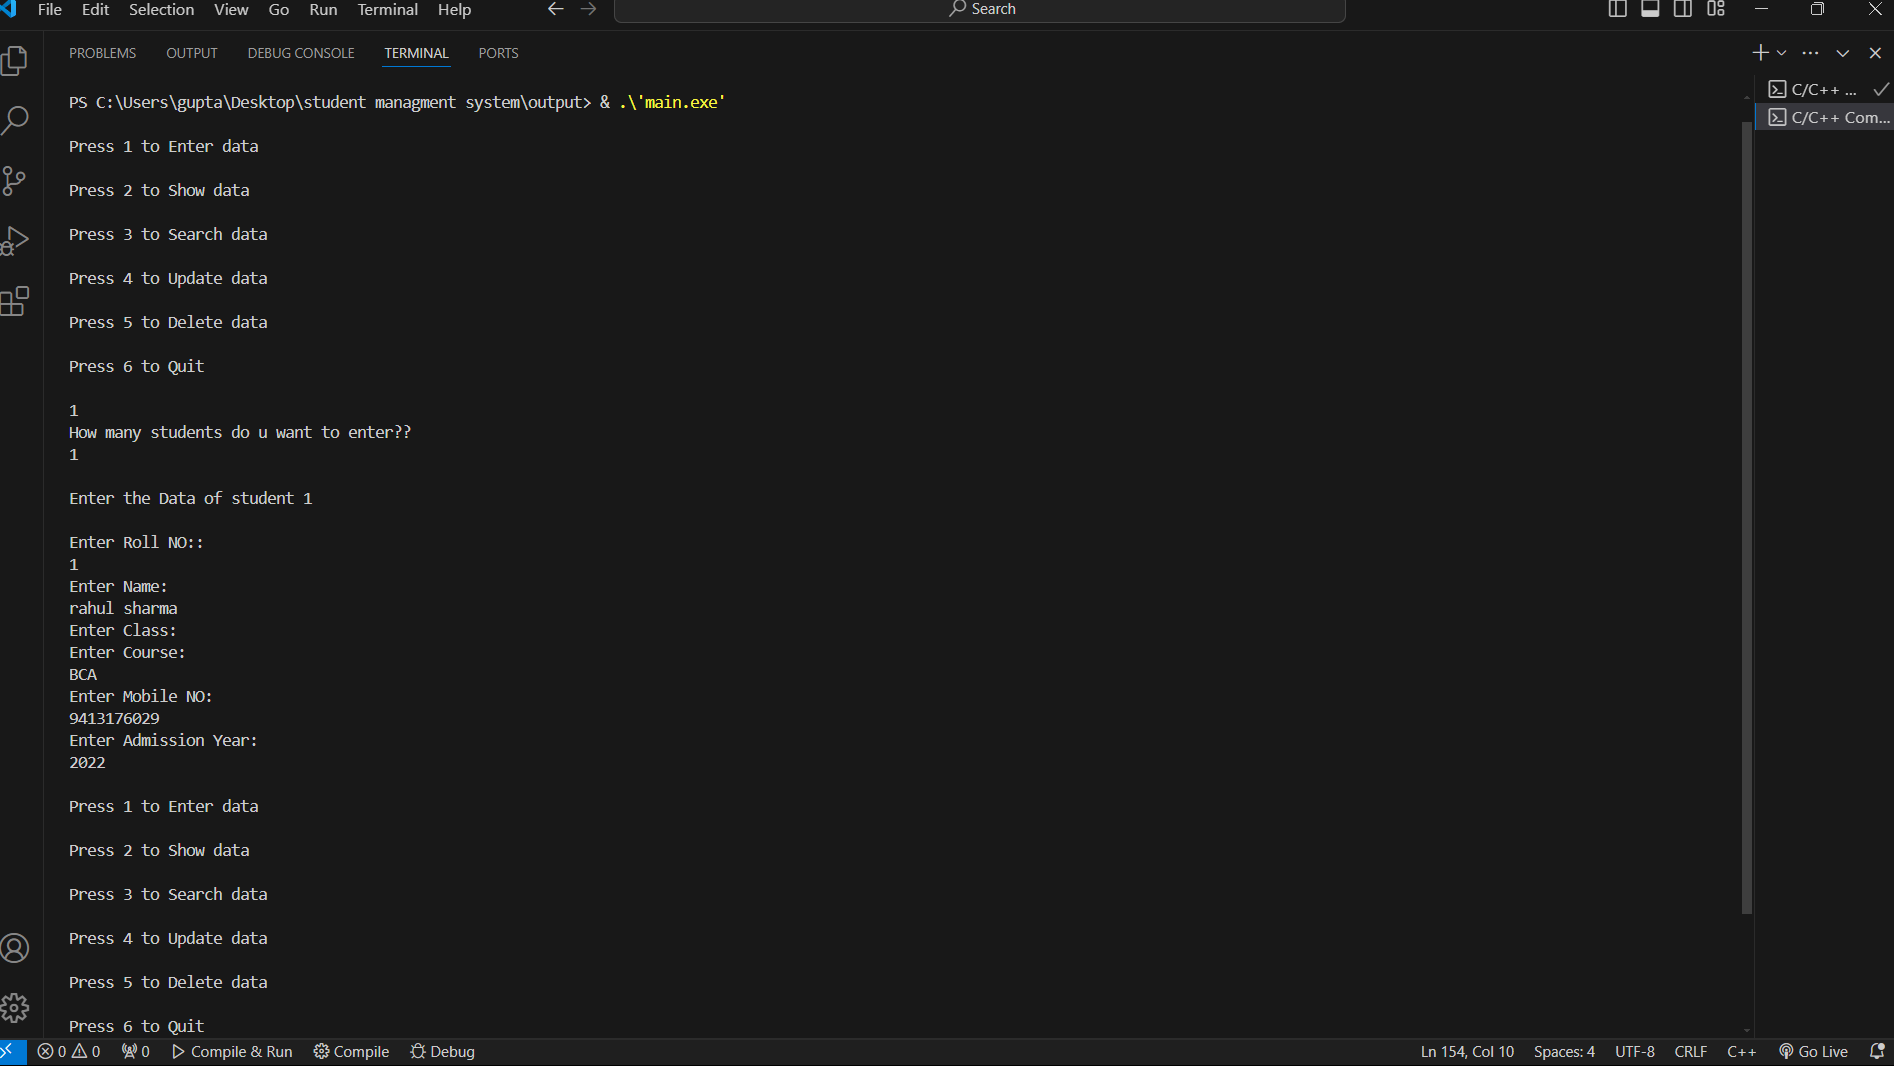 File Edit Selection View Go Run Terminal Help Search
PROBLEMS OUTPUT DEBUG CONSOLE TERMINAL PORTS
PS C:\Users\gupta\Desktop\student managment system\output> & .\'main.exe'
C/C++ ...
C/C++ Com...
Press 1 to Enter data
Press 2 to Show data
Press 3 to Search data
Press 4 to Update data
Press 5 to Delete data
Press 6 to Quit
1
How many students do u want to enter??
1
Enter the Data of student 1
Enter Roll NO::
1
Enter Name:
rahul sharma
Enter Class:
Enter Course:
BCA
Enter Mobile NO:
9413176029
Enter Admission Year:
2022
Press 1 to Enter data
Press 2 to Show data
Press 3 to Search data
Press 4 to Update data
Press 5 to Delete data
Press 6 to Quit
0 0 0 Compile & Run Compile Debug Ln 154, Col 10 Spaces: 4 UTF-8 CRLF C++ Go Live